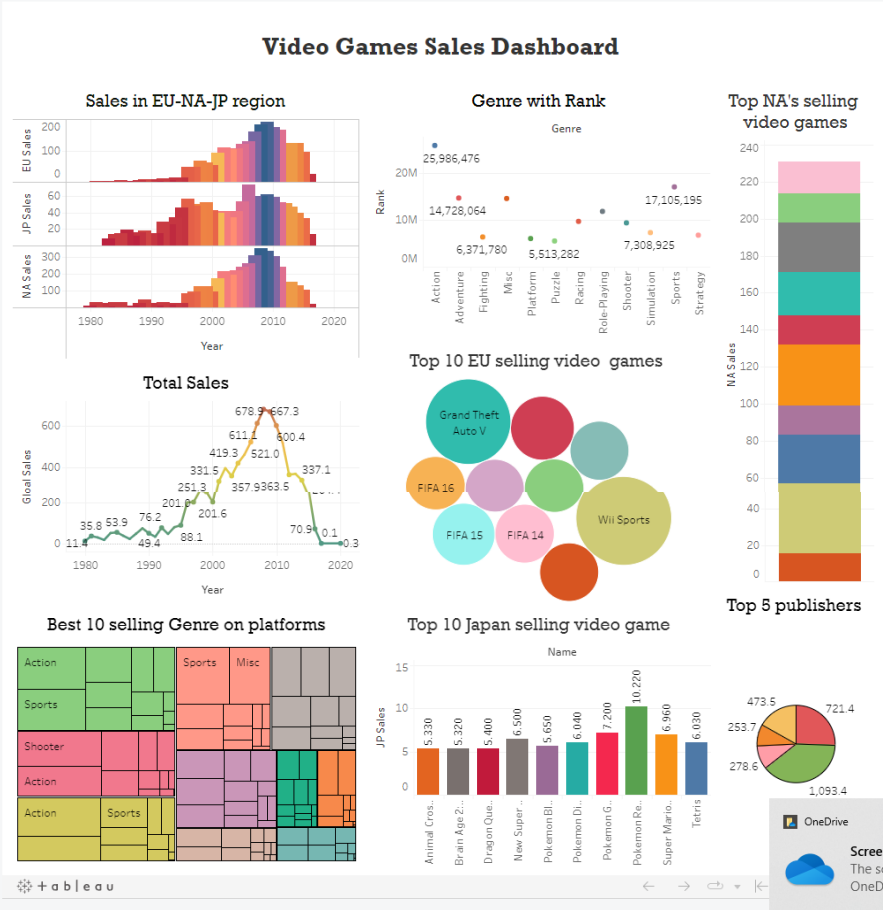 Video Games Sales Dashboard
Sales in EU-NA-JP region
EU Sales
200
100
0
JP Sales
60
40
20
NA Sales
300
200
100
1980 1990 2000 2010 2020
Year
Genre with Rank
Genre
Rank
20M
10M
0M
25,986,476
14,728,064
6,371,780
5,513,282
7,308,925
17,105,195
Action
Adventure
Fighting
Misc
Platform
Puzzle
Racing
Role-Playing
Shooter
Simulation
Sports
Strategy
Top NA's selling
video games
NA Sales
240
220
200
180
160
140
120
100
80
60
40
20
0
Total Sales
Gloal Sales
600
400
200
0
11.4
35.8
53.9
76.2
49.4
88.1
201.6
251.3
331.5
419.3
357.9
363.5
611.1
521.0
678.9
667.3
600.4
337.1
70.9
0.1
0.3
1980 1990 2000 2010 2020
Year
Top 10 EU selling video games
Grand Theft
Auto V
FIFA 16
FIFA 15
FIFA 14
Wii Sports
Best 10 selling Genre on platforms
Action
Sports
Shooter
Action
Action
Sports
Sports
Misc
Top 10 Japan selling video game
Name
JP Sales
15
10
5
0
5.330
5.320
5.400
6.500
5.650
6.040
7.200
10.220
6.960
6.030
Animal Cros..
Brain Age 2:..
Dragon Que..
New Super ..
Pokemon Bl..
Pokemon Di..
Pokemon G..
Pokemon Re..
Super Mario..
Tetris
Top 5 publishers
473.5
721.4
253.7
278.6
1,093.4
+ableau
OneDrive
Scree
The sc
OneD